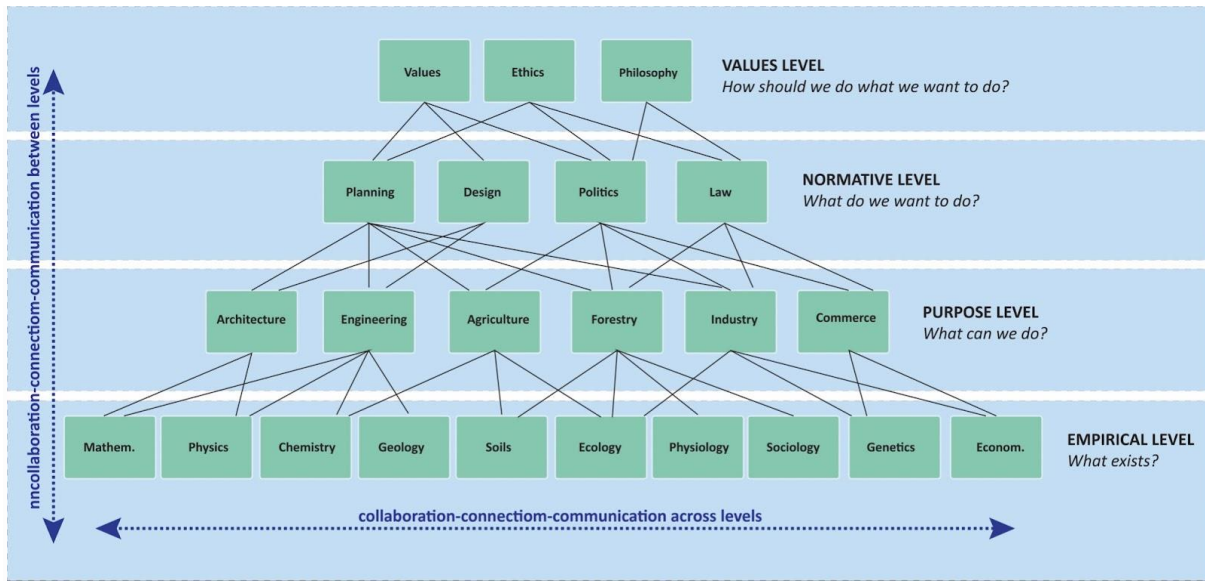 Values
Ethics
Philosophy
VALUES LEVEL
How should we do what we want to do?
Planning
Design
Politics
Law
NORMATIVE LEVEL
What do we want to do?
Architecture
Engineering
Agriculture
Forestry
Industry
Commerce
PURPOSE LEVEL
What can we do?
Mathem.
Physics
Chemistry
Geology
Soils
Ecology
Physiology
Sociology
Genetics
Econom.
EMPIRICAL LEVEL
What exists?
nncollaboration-connectiom-communication between levels
collaboration-connectiom-communication across levels